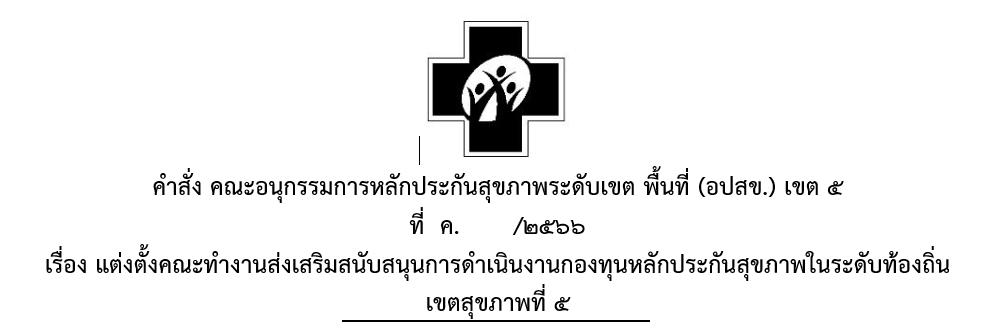 คำสั่ง คณะอนุกรรมการหลักประกันสุขภาพระดับเขต พื้นที่ (อปสข.) เขต ๕
ที่ ค. /๒๕๖๖
เรื่อง แต่งตั้งคณะทำงานส่งเสริมสนับสนุนการดำเนินงานกองทุนหลักประกันสุขภาพในระดับท้องถิ่น
เขตสุขภาพที่ ๕